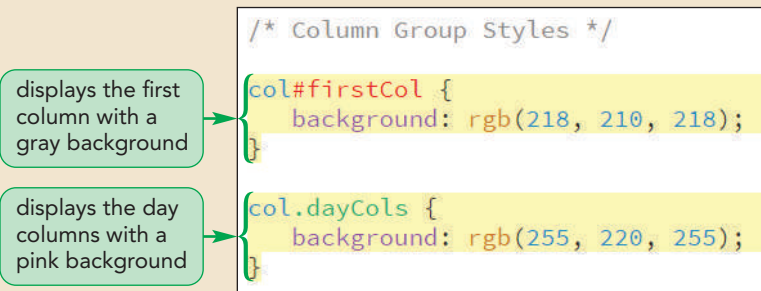 /* Column Group Styles */
displays the first
column with a
gray background
col#firstCol {
background: rgb(218, 210, 218);
}
displays the day
columns with a
pink background
col.dayCols {
background: rgb(255, 220, 255);
}